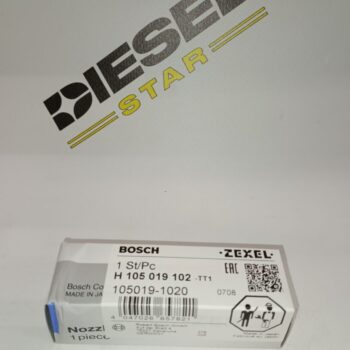 DIESEL
STAR
BOSCH
·ZEXEL·
1 St/Pc
H 105 019 102 -TT1
EAC
105019-1020
0708
Bosch Co
MADE IN JA
Nozzl
1 piec